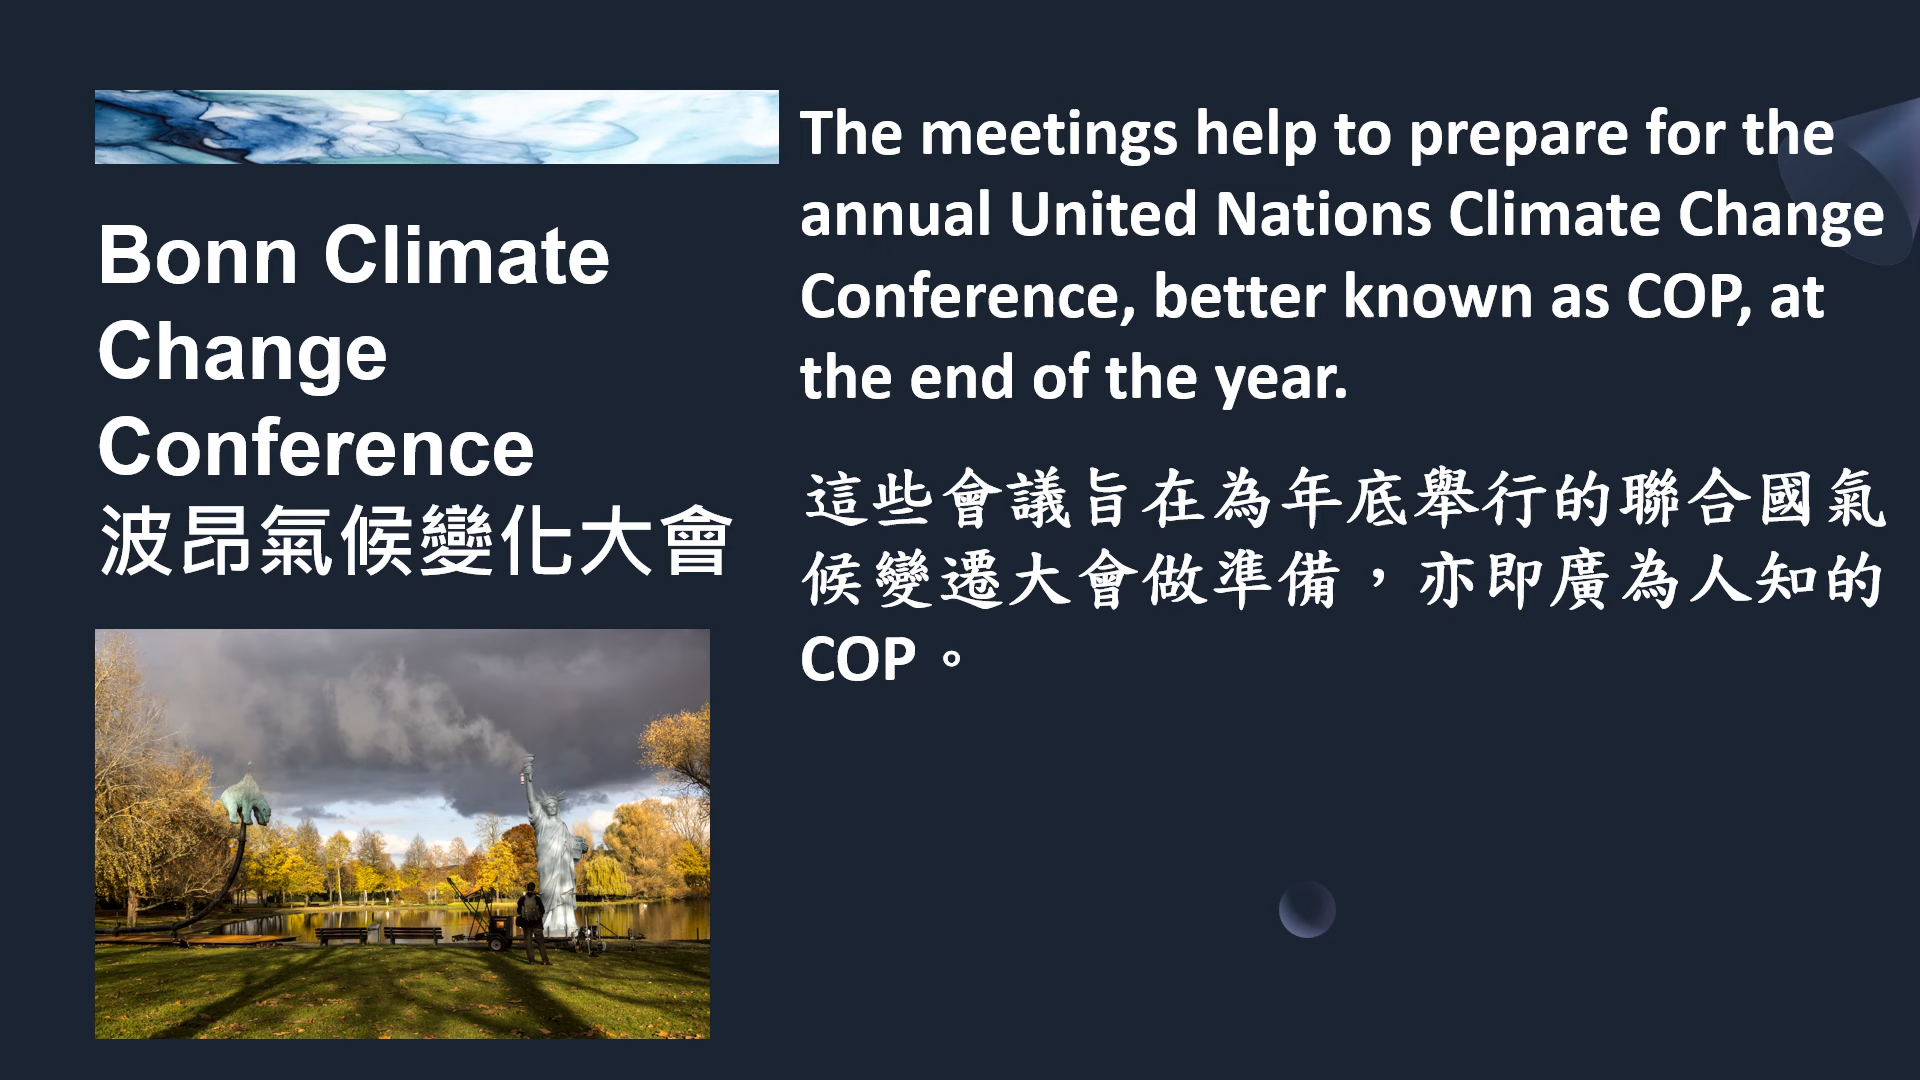 Bonn Climate
Change
Conference
波昂氣候變化大會
The meetings help to prepare for the
annual United Nations Climate Change
Conference, better known as COP, at
the end of the year.
這些會議旨在為年底舉行的聯合國氣
候變遷大會做準備，亦即廣為人知的
COP。